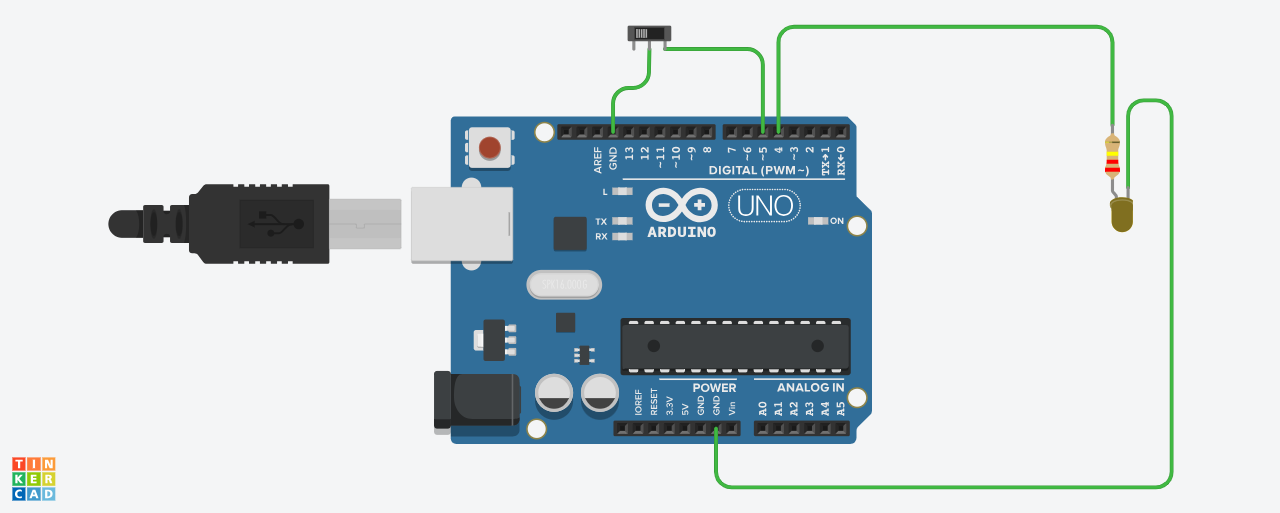 AREF
GND
13
12
~11
~10
~9
8
7
~6
~5
4
~3
2
TX→1
RX←0
DIGITAL (PWM~)
L
TX
RX
ARDUINO
UNO
ON
SPK16.000G
POWER
ANALOG IN
IOREF
RESET
3.3V
5V
GND
GND
Vin
A0
A1
A2
A3
A4
A5
TIN
KER
CAD